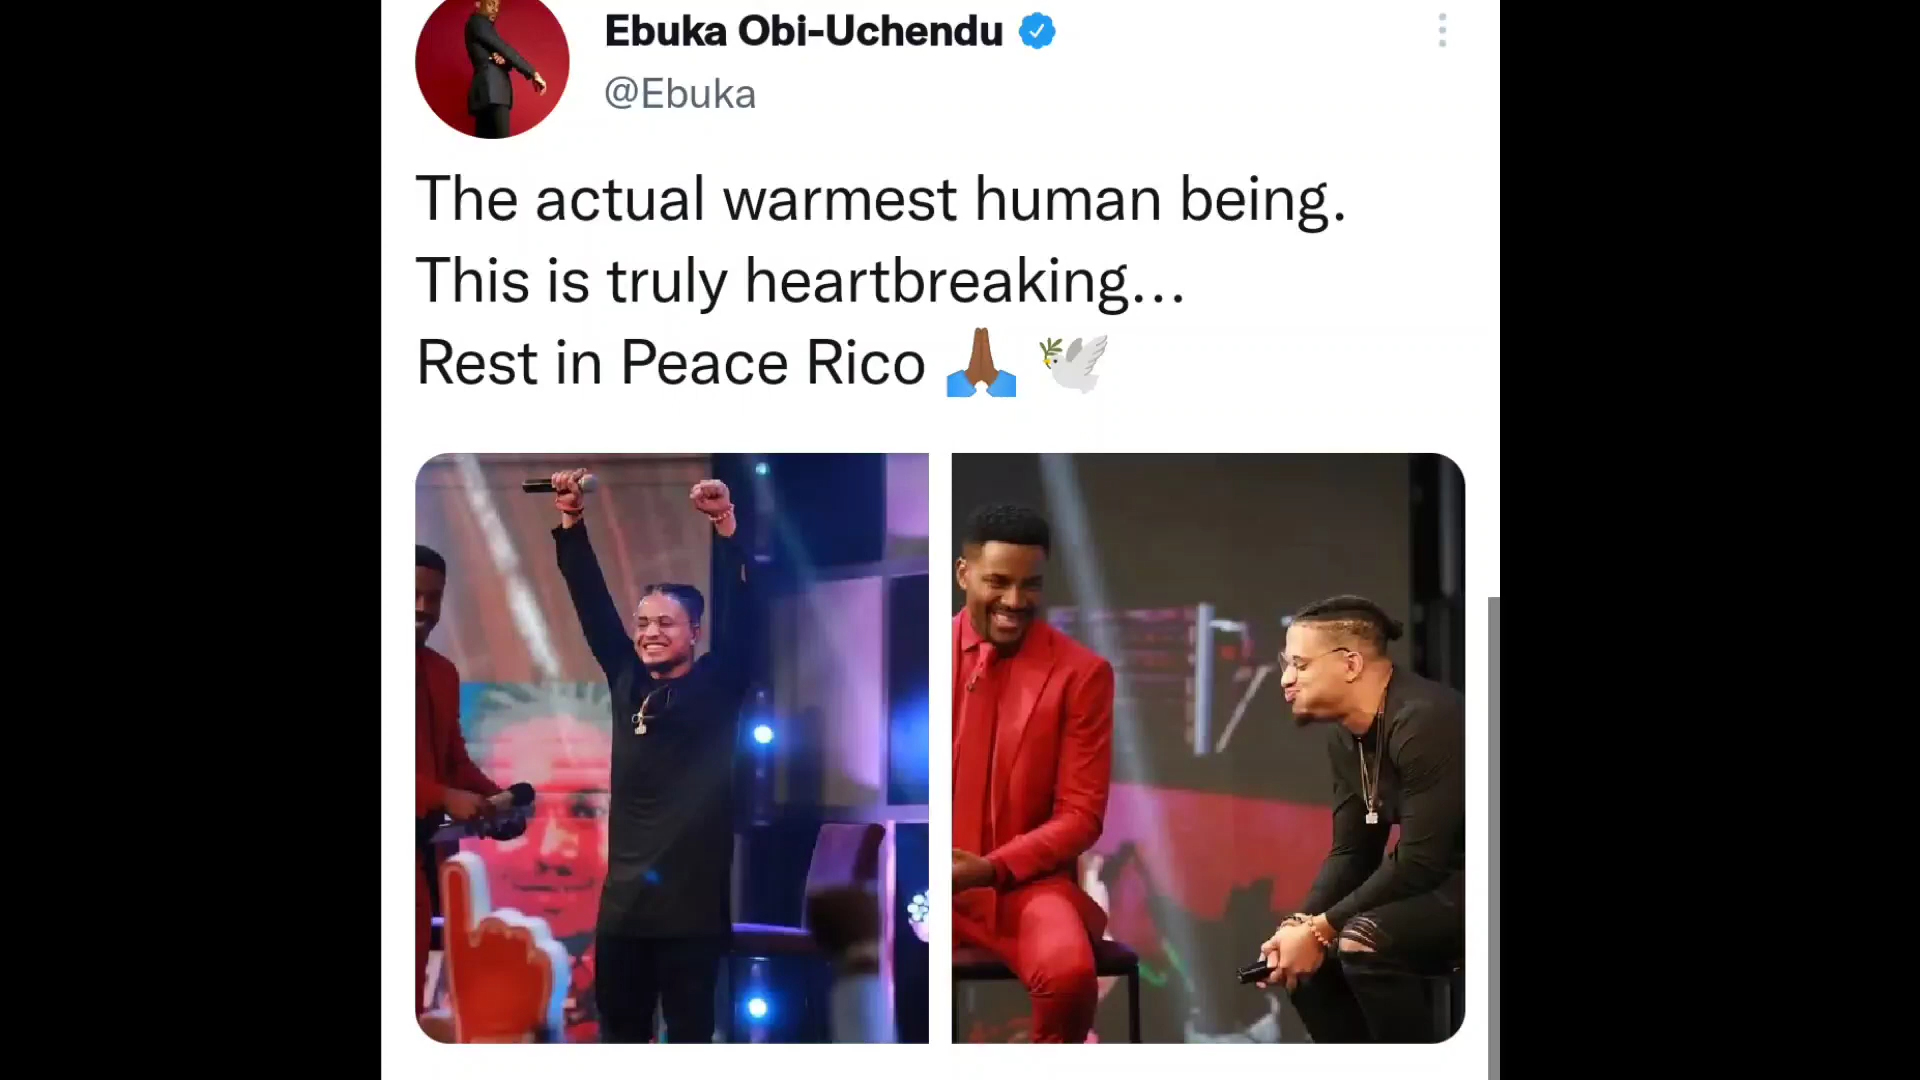 Ebuka Obi-Uchendu
@Ebuka
The actual warmest human being.
This is truly heartbreaking...
Rest in Peace Rico 🙏🏾 🕊️